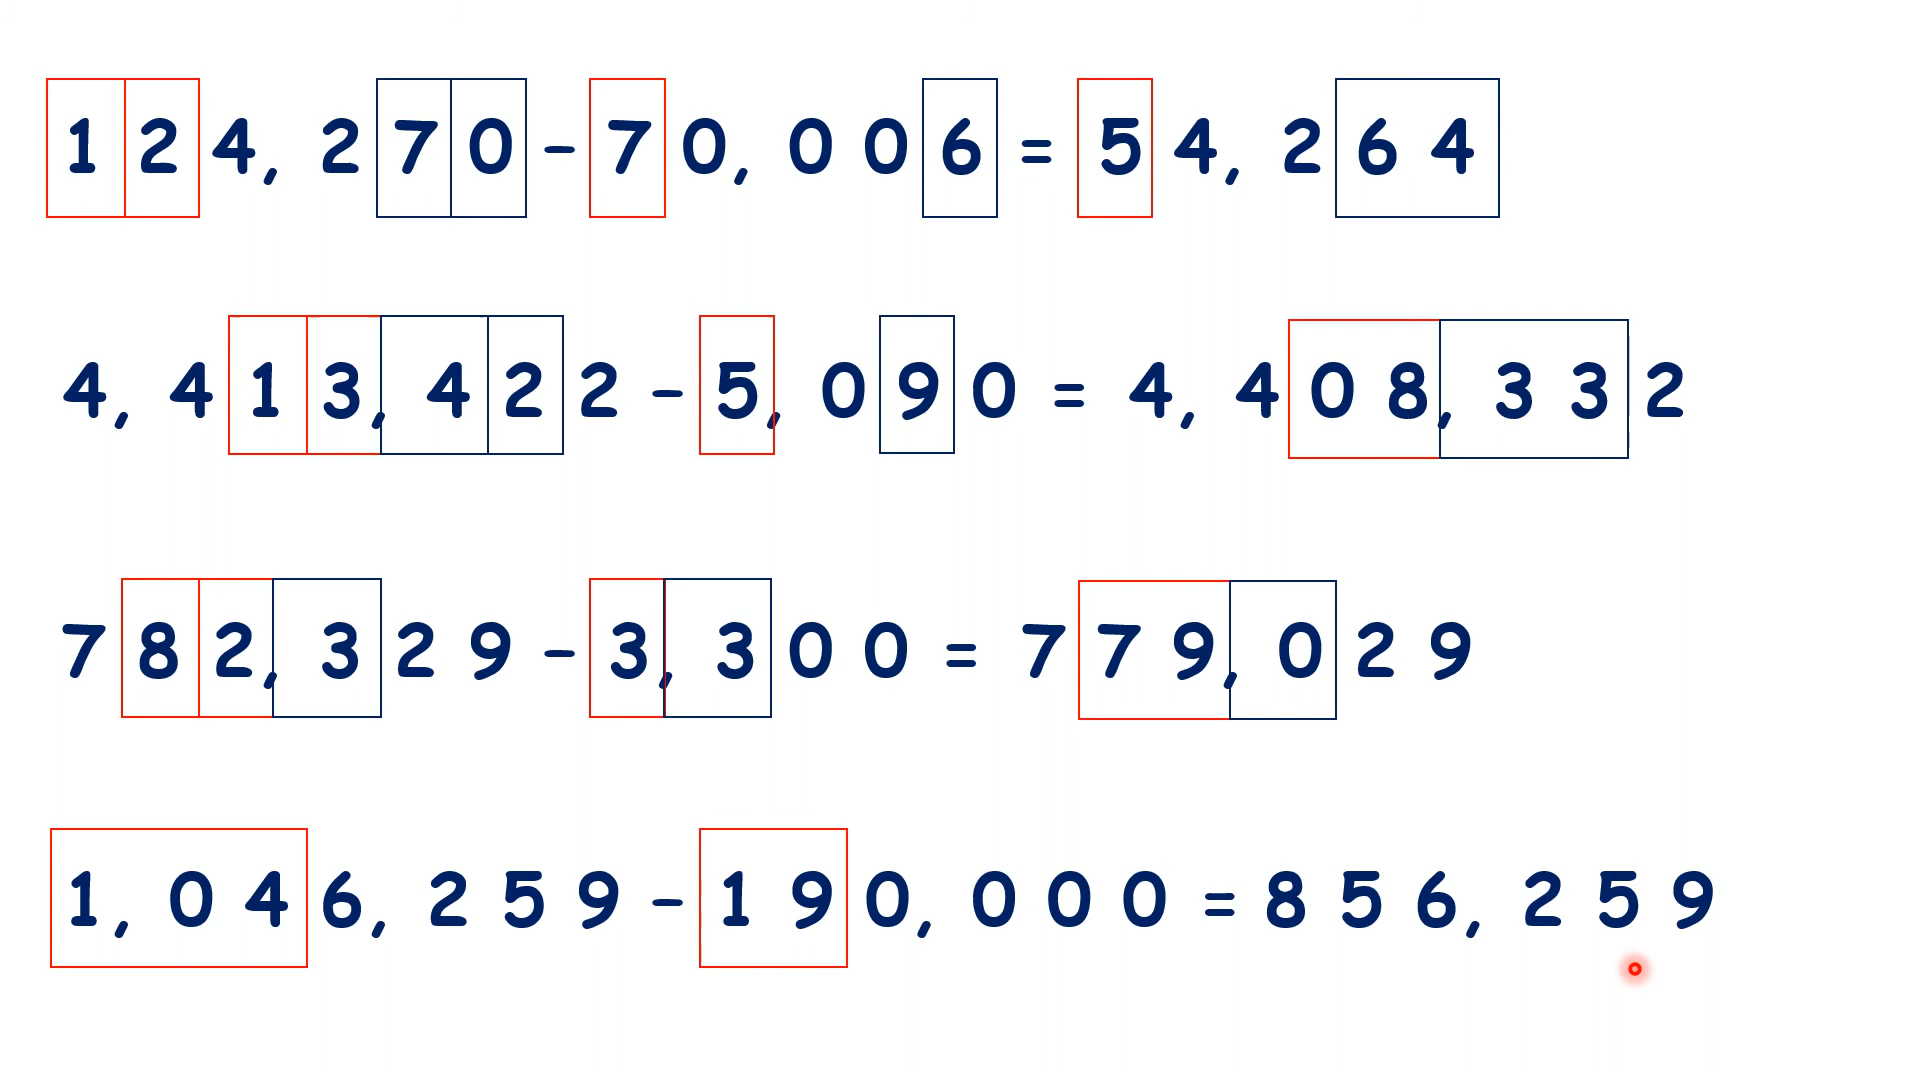 124,270 - 70,006 = 54,264
4,413,422 - 5,090 = 4,408,332
782,329 - 3,300 = 779,029
1,046,259 - 190,000 = 856,259